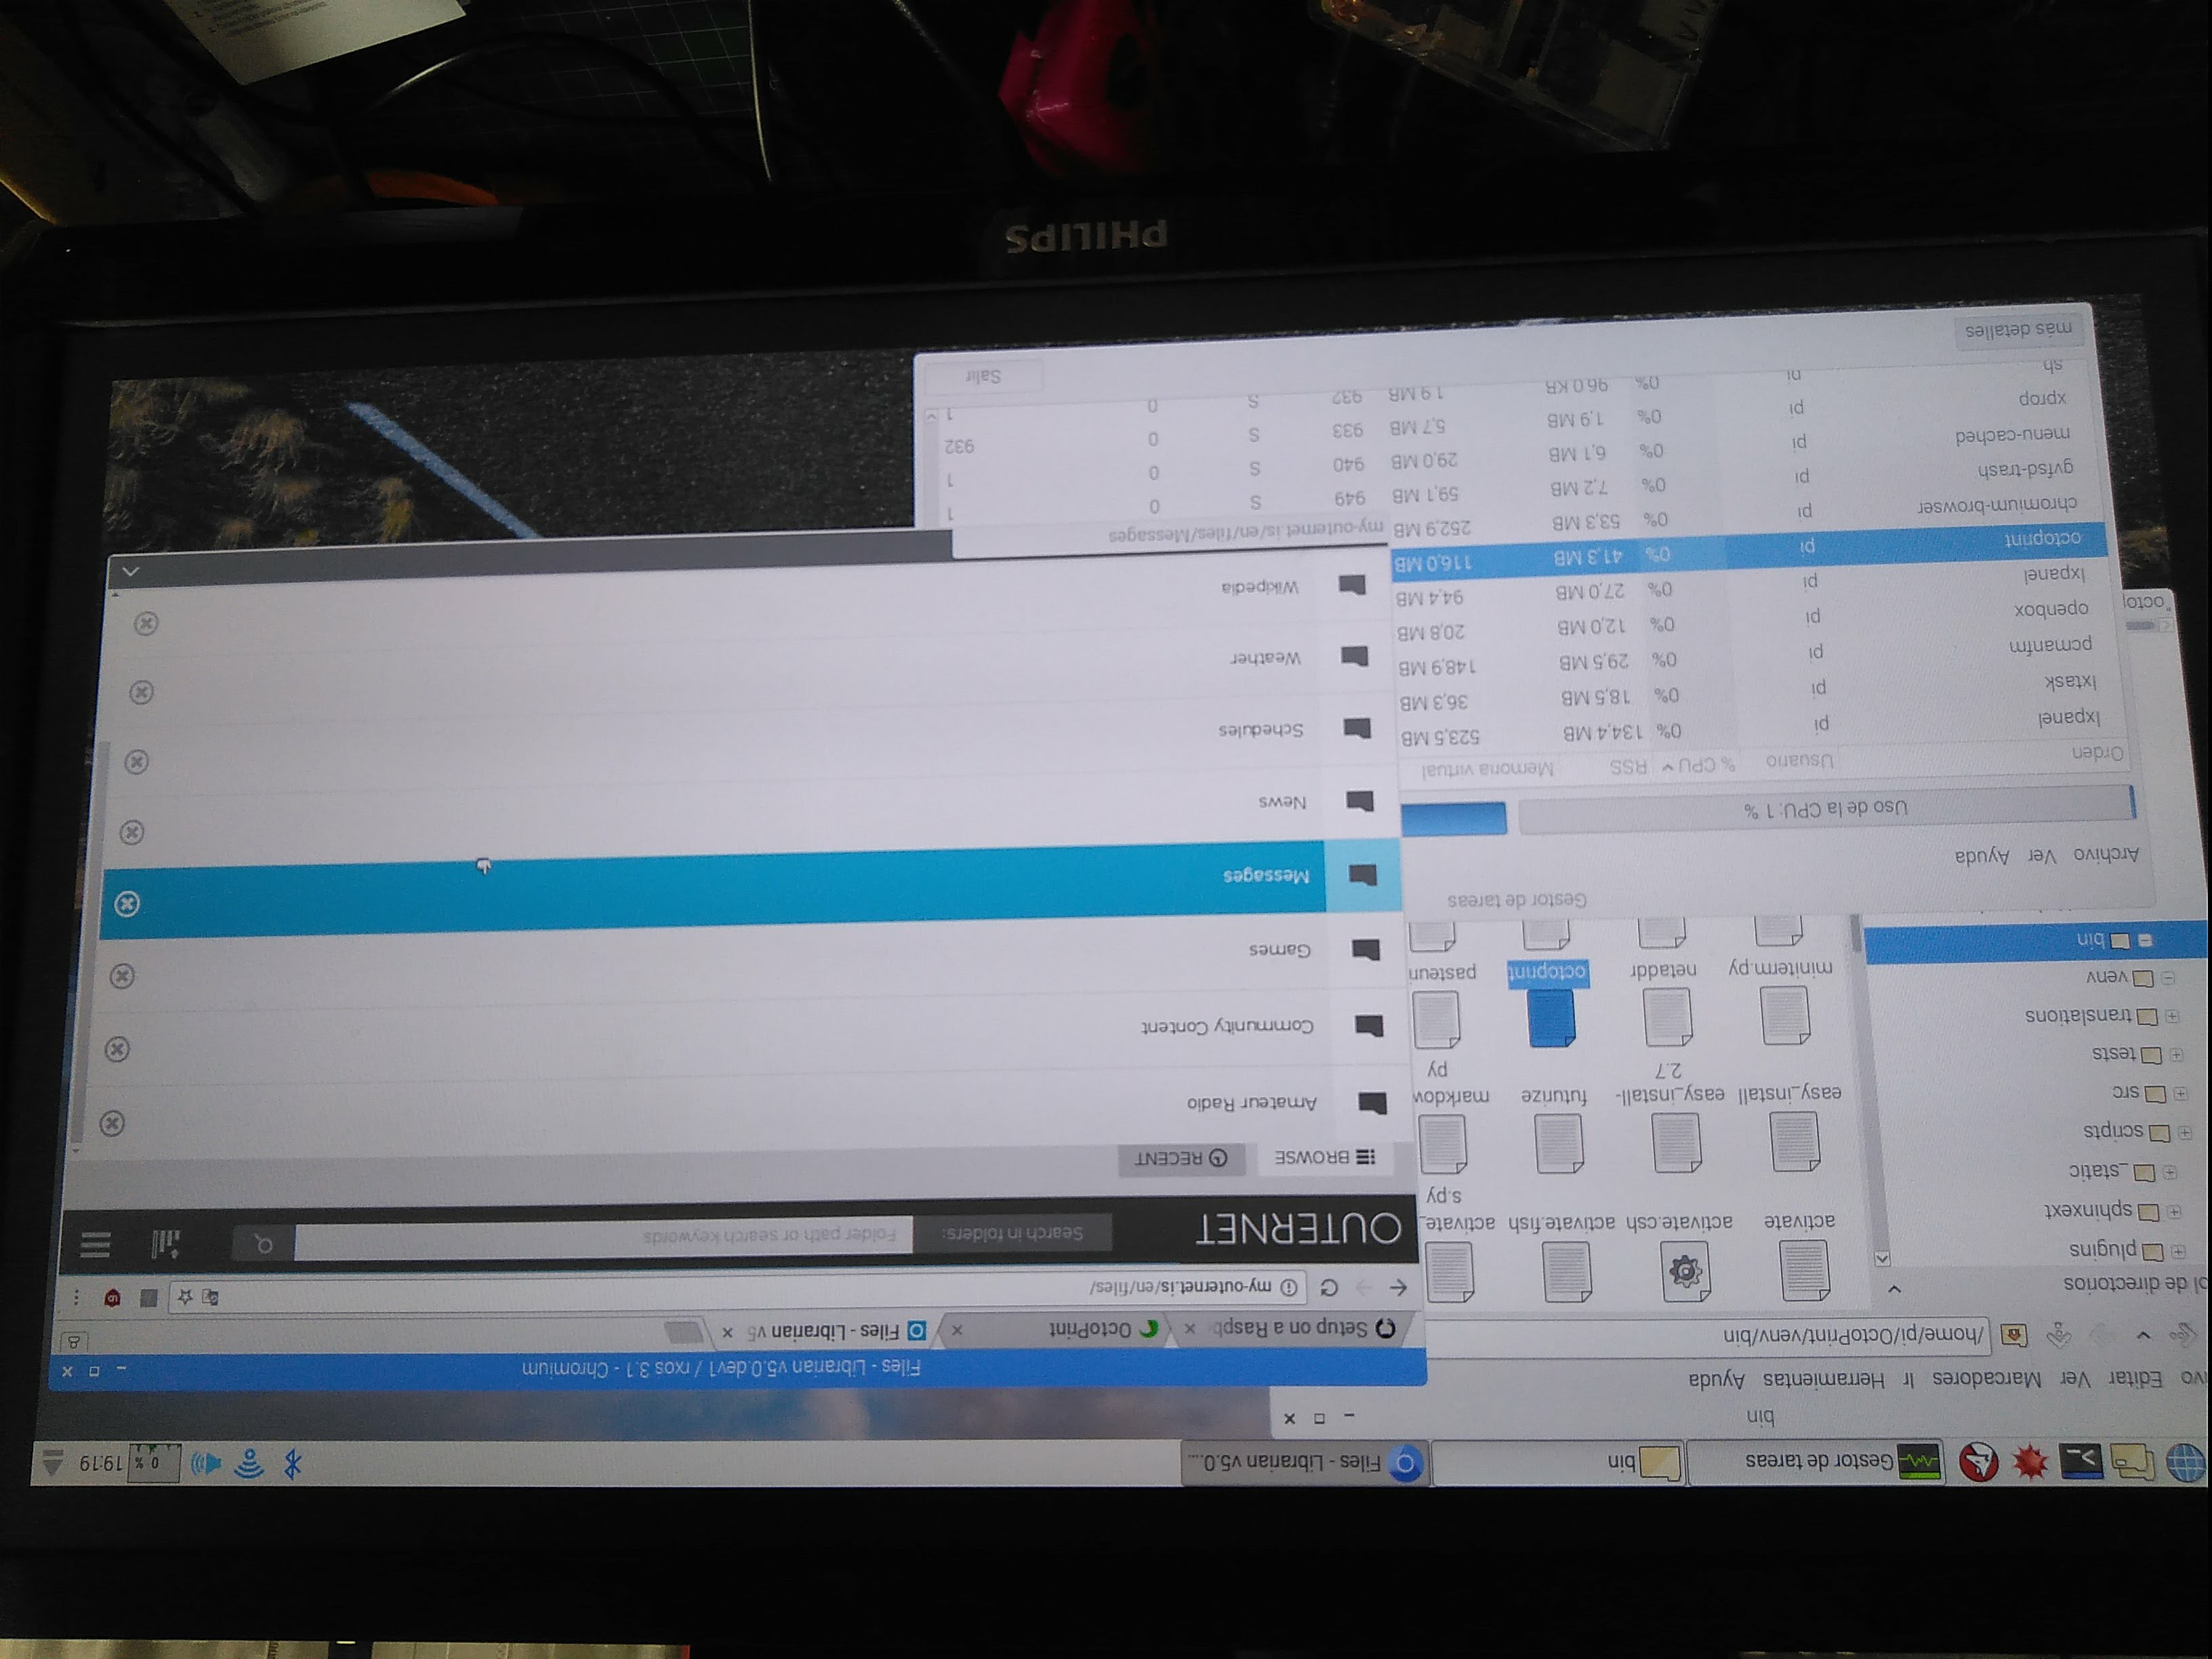 Gestor de tareas
bin
Files - Librarian v5.0....
0 %
19:19
bin
vo Editar Ver Marcadores Ir Herramientas Ayuda
/home/pi/OctoPrint/venv/bin
ol de directorios
plugins
sphinxext
_static
scripts
src
tests
translations
venv
bin
activate
activate.csh
activate.fish
activate_
s.py
easy_install
easy_install-
2.7
futurize
markdow
py
miniterm.py
netaddr
octoprint
pasteuri
"octop
Files - Librarian v5.0.dev1 / rxos 3.1 - Chromium
Setup on a Raspb
OctoPrint
Files - Librarian v5
my-outernet.is/en/files/
OUTERNET
Search in folders:
Folder path or search keywords
BROWSE
RECENT
Amateur Radio
Community Content
Games
Messages
News
Schedules
Weather
Wikipedia
my-outernet.is/en/files/Messages
Gestor de tareas
Archivo Ver Ayuda
Uso de la CPU: 1 %
Orden Usuario % CPU RSS Memoria virtual
lxpanel pi 0% 134,4 MB 523,5 MB
lxtask pi 0% 18,5 MB 36,3 MB
pcmanfm pi 0% 29,5 MB 148,9 MB
openbox pi 0% 12,0 MB 20,8 MB
lxpanel pi 0% 27,0 MB 94,4 MB
octoprint pi 0% 41,3 MB 116,0 MB
chromium-browser pi 0% 53,3 MB 252,9 MB
gvfsd-trash pi 0% 7,2 MB 59,1 MB 949 S 0 1
menu-cached pi 0% 6,1 MB 29,0 MB 940 S 0 1
xprop pi 0% 1,9 MB 5,7 MB 933 S 0 932
sh pi 0% 96,0 KB 1,9 MB 932 S 0 1
más detalles
Salir
PHILIPS